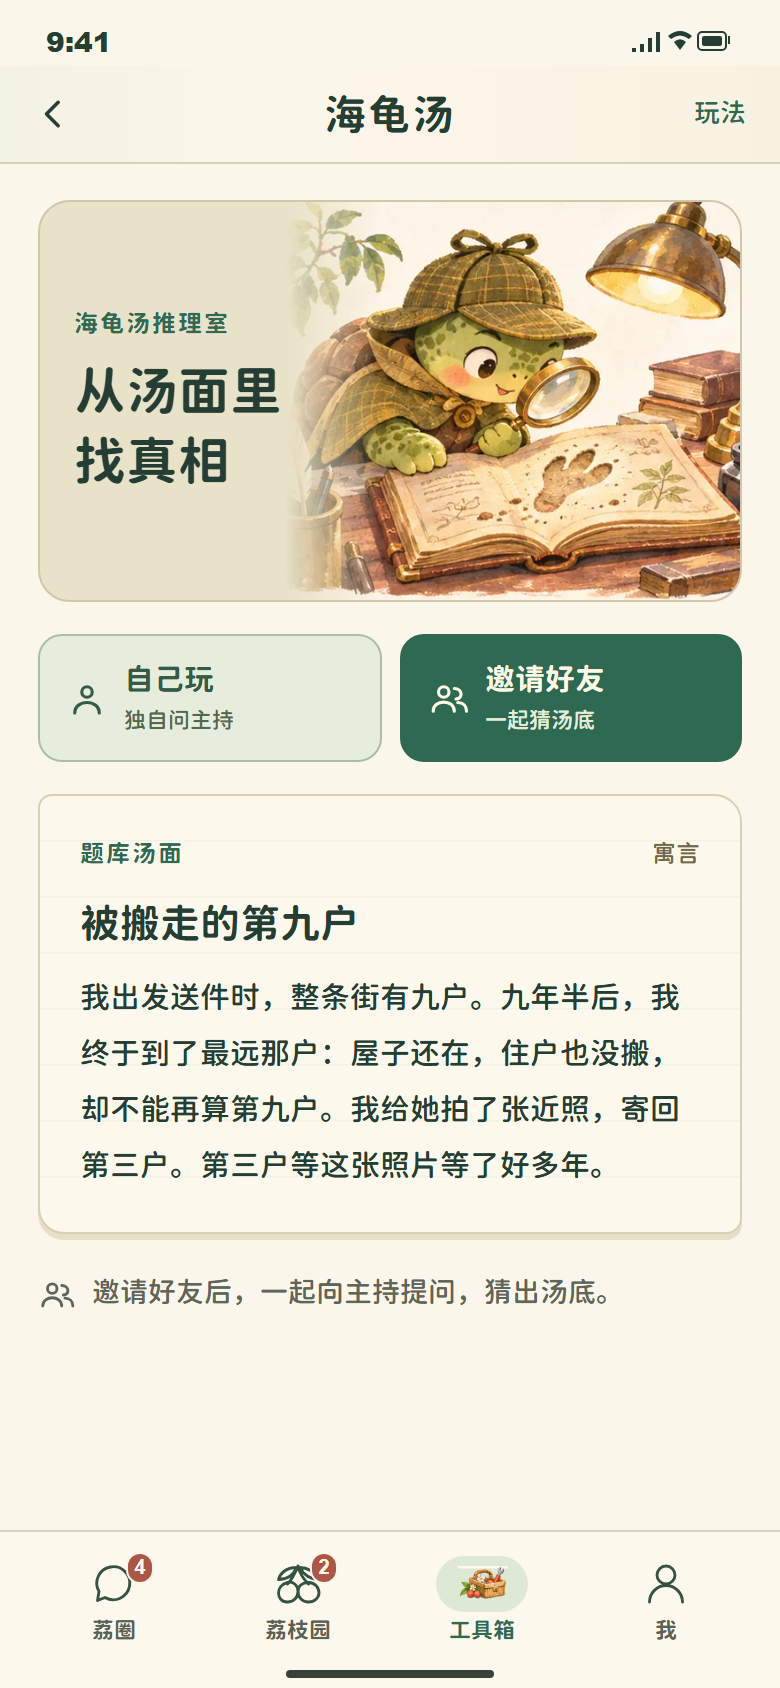 9:41
海龟汤
玩法
海龟汤推理室
从汤面里
找真相
自己玩
独自问主持
邀请好友
一起猜汤底
题库汤面
寓言
被搬走的第九户
我出发送件时，整条街有九户。九年半后，我
终于到了最远那户：屋子还在，住户也没搬，
却不能再算第九户。我给她拍了张近照，寄回
第三户。第三户等这张照片等了好多年。
邀请好友后，一起向主持提问，猜出汤底。
4
2
荔圈
荔枝园
工具箱
我